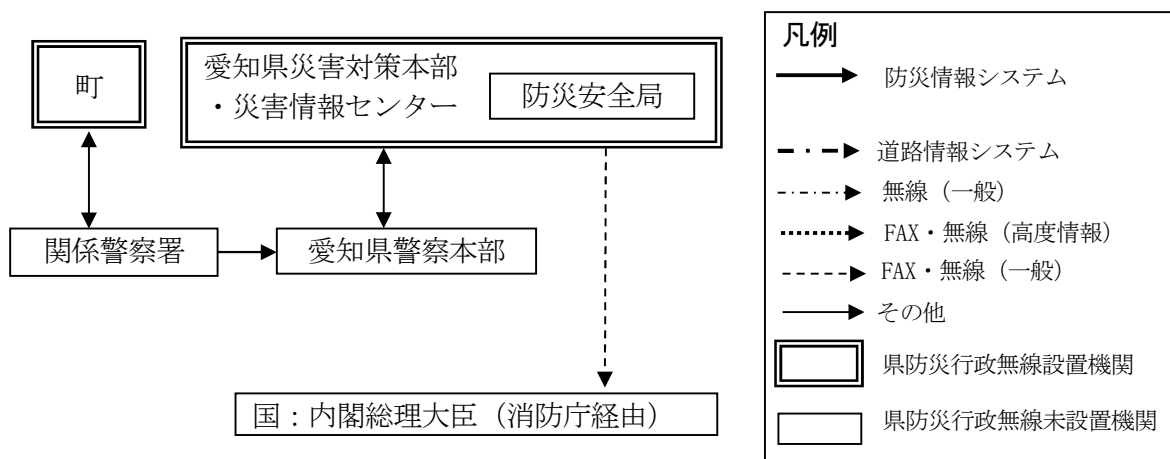 町
愛知県災害対策本部
・災害情報センター
防災安全局
関係警察署
愛知県警察本部
国：内閣総理大臣（消防庁経由）
凡例
防災情報システム
道路情報システム
無線（一般）
FAX・無線（高度情報）
FAX・無線（一般）
その他
県防災行政無線設置機関
県防災行政無線未設置機関